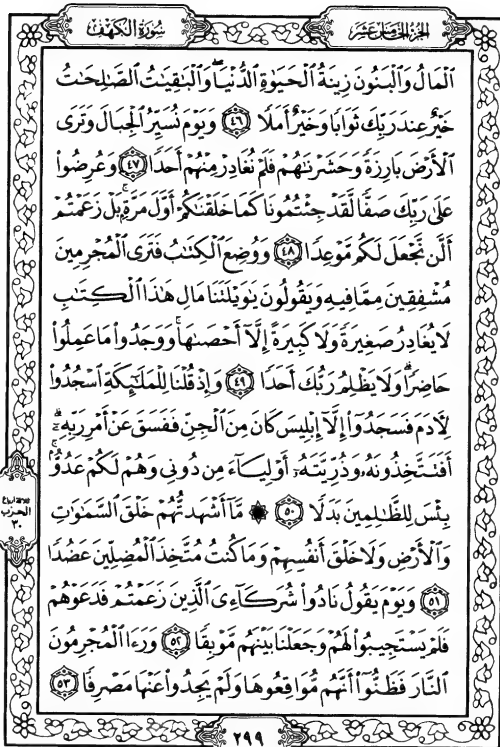 الجزء الخامس عشر
سورة الكهف
ٱلْمَالُ وَٱلْبَنُونَ زِينَةُ ٱلْحَيَوٰةِ ٱلدُّنْيَا ۖ وَٱلْبَٰقِيَٰتُ ٱلصَّٰلِحَٰتُ
خَيْرٌ عِندَ رَبِّكَ ثَوَابًا وَخَيْرٌ أَمَلًا ٤٦ وَيَوْمَ نُسَيِّرُ ٱلْجِبَالَ وَتَرَى
ٱلْأَرْضَ بَارِزَةً وَحَشَرْنَٰهُمْ فَلَمْ نُغَادِرْ مِنْهُمْ أَحَدًا ٤٧ وَعُرِضُوا۟
عَلَىٰ رَبِّكَ صَفًّا لَّقَدْ جِئْتُمُونَا كَمَا خَلَقْنَٰكُمْ أَوَّلَ مَرَّةٍۭ ۚ بَلْ زَعَمْتُمْ
أَلَّن نَّجْعَلَ لَكُم مَّوْعِدًا ٤٨ وَوُضِعَ ٱلْكِتَٰبُ فَتَرَى ٱلْمُجْرِمِينَ
مُشْفِقِينَ مِمَّا فِيهِ وَيَقُولُونَ يَٰوَيْلَتَنَا مَالِ هَٰذَا ٱلْكِتَٰبِ
لَا يُغَادِرُ صَغِيرَةً وَلَا كَبِيرَةً إِلَّآ أَحْصَىٰهَا ۚ وَوَجَدُوا۟ مَا عَمِلُوا۟
حَاضِرًا ۗ وَلَا يَظْلِمُ رَبُّكَ أَحَدًا ٤٩ وَإِذْ قُلْنَا لِلْمَلَٰٓئِكَةِ ٱسْجُدُوا۟
لِءَادَمَ فَسَجَدُوٓا۟ إِلَّآ إِبْلِيسَ كَانَ مِنَ ٱلْجِنِّ فَفَسَقَ عَنْ أَمْرِ رَبِّهِۦٓ ۗ
أَفَتَتَّخِذُونَهُۥ وَذُرِّيَّتَهُۥٓ أَوْلِيَآءَ مِن دُونِى وَهُمْ لَكُمْ عَدُوٌّۢ ۚ
بِئْسَ لِلظَّٰلِمِينَ بَدَلًا ٥٠ ۞ مَّآ أَشْهَدتُّهُمْ خَلْقَ ٱلسَّمَٰوَٰتِ
وَٱلْأَرْضِ وَلَا خَلْقَ أَنفُسِهِمْ وَمَا كُنتُ مُتَّخِذَ ٱلْمُضِلِّينَ عَضُدًا
٥١ وَيَوْمَ يَقُولُ نَادُوا۟ شُرَكَآءِىَ ٱلَّذِينَ زَعَمْتُمْ فَدَعَوْهُمْ
فَلَمْ يَسْتَجِيبُوا۟ لَهُمْ وَجَعَلْنَا بَيْنَهُم مَّوْبِقًا ٥٢ وَرَءَا ٱلْمُجْرِمُونَ
ٱلنَّارَ فَظَنُّوٓا۟ أَنَّهُم مُّوَاقِعُوهَا وَلَمْ يَجِدُوا۟ عَنْهَا مَصْرِفًا ٥٣
ثلاثة أرباع
الحزب
٣٠
٢٩٩